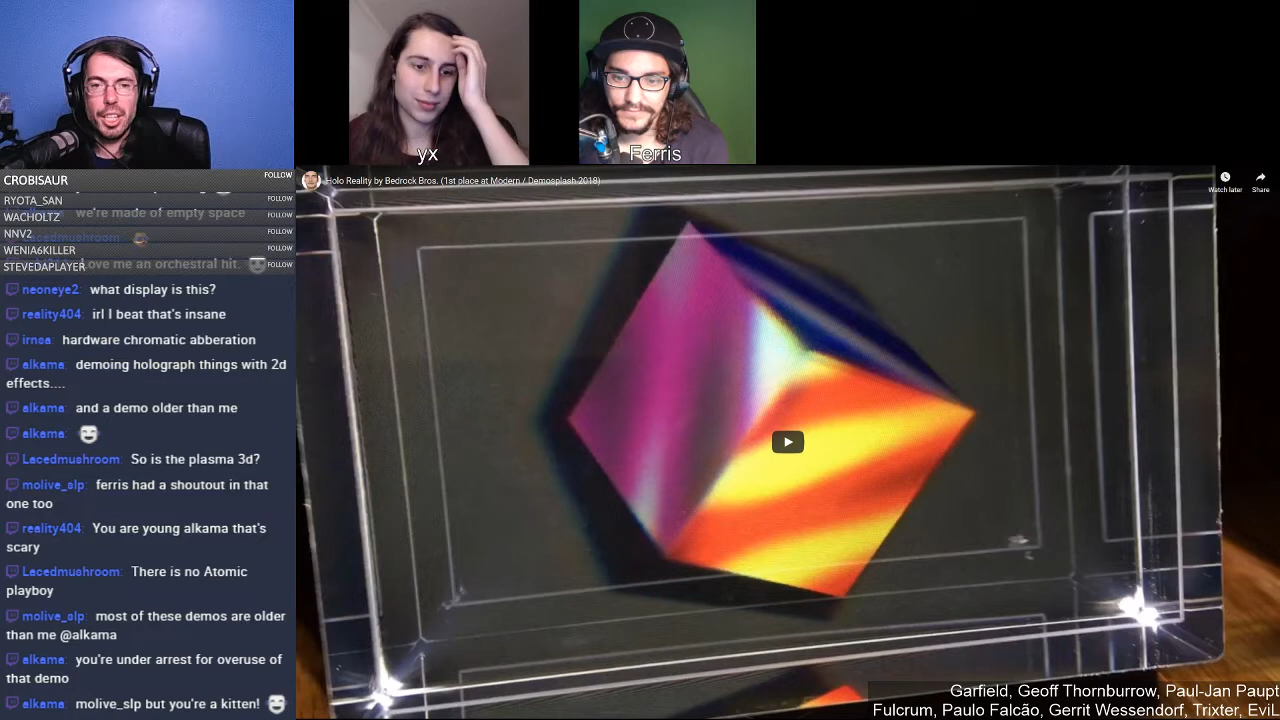 yx
Ferris
CROBISAUR FOLLOW
RYOTA_SAN FOLLOW
we're made of empty space
WACHOLTZ FOLLOW
NNV2 FOLLOW
Lacedmushroom:
WENIA6KILLER FOLLOW
Love me an orchestral hit.
STEVEDAPLAYER FOLLOW
neoneye2: what display is this?
reality404: irl I beat that's insane
irnsa: hardware chromatic abberation
alkama: demoing holograph things with 2d
effects....
alkama: and a demo older than me
alkama:
Lacedmushroom: So is the plasma 3d?
molive_slp: ferris had a shoutout in that
one too
reality404: You are young alkama that's
scary
Lacedmushroom: There is no Atomic
playboy
molive_slp: most of these demos are older
than me @alkama
alkama: you're under arrest for overuse of
that demo
alkama: molive_slp but you're a kitten!
Holo Reality by Bedrock Bros. (1st place at Modern / Demosplash 2018)
Watch later
Share
Garfield, Geoff Thornburrow, Paul-Jan Paupt
Fulcrum, Paulo Falcão, Gerrit Wessendorf, Trixter, Evil,